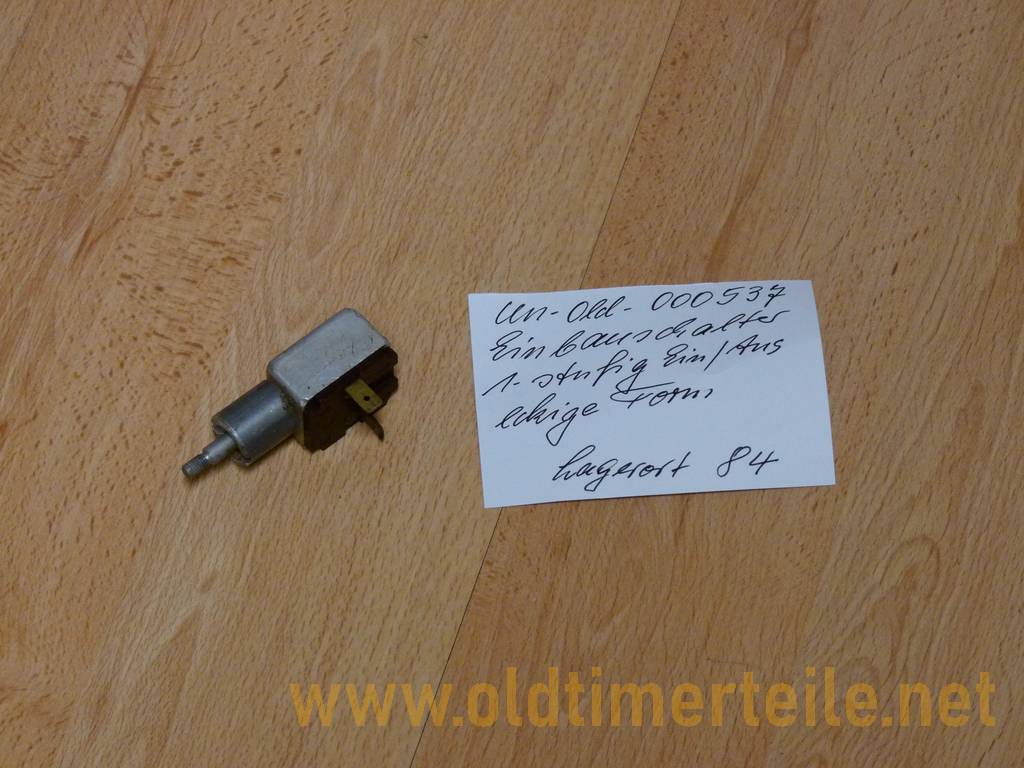 Un-Old-000537
Einbauschalter
1-stufig Ein/Aus
eckige Form
Lagerort 84
www.oldtimerteile.net